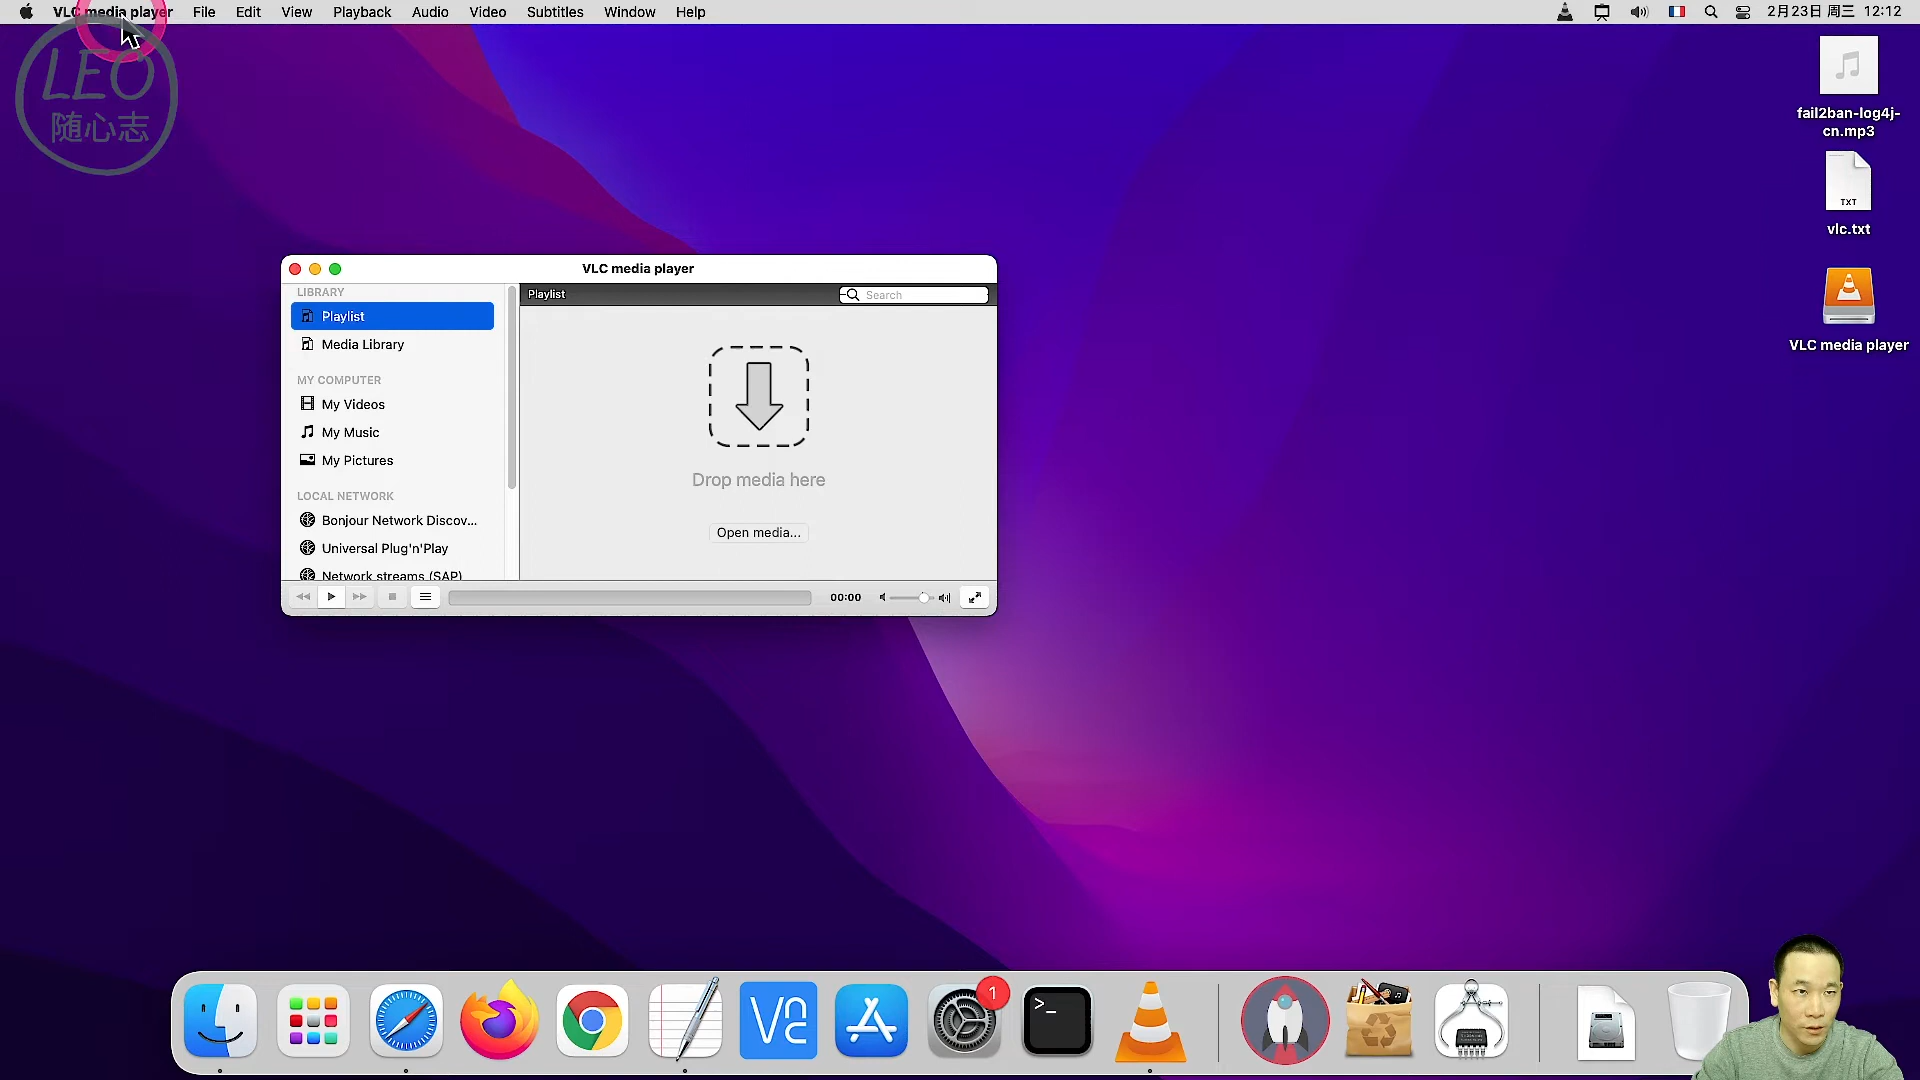 VLC media player File Edit View Playback Audio Video Subtitles Window Help
2月23日 周三 12:12
LEO
随心志
fail2ban-log4j-
cn.mp3
TXT
vlc.txt
VLC media player
VLC media player
LIBRARY
Playlist
Media Library
MY COMPUTER
My Videos
My Music
My Pictures
LOCAL NETWORK
Bonjour Network Discov...
Universal Plug'n'Play
Network streams (SAP)
Playlist
Search
Drop media here
Open media...
00:00
VNC
1
>_